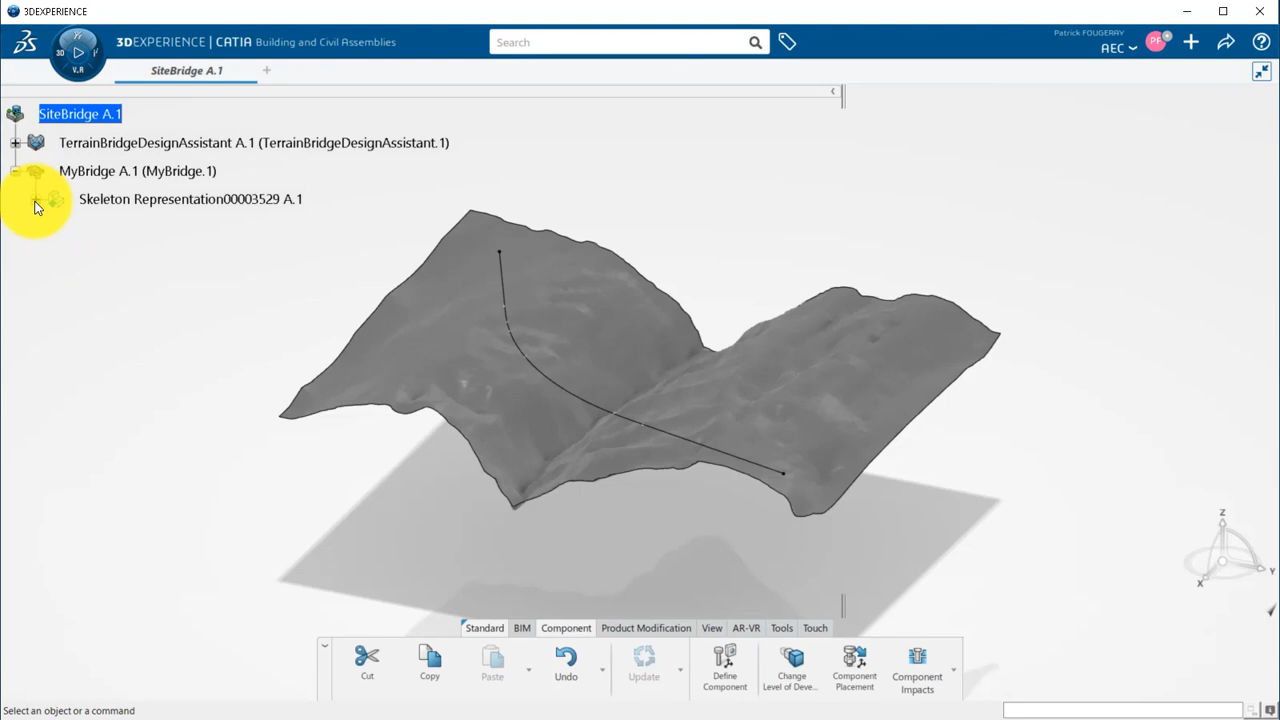 3DEXPERIENCE
3DEXPERIENCE | CATIA Building and Civil Assemblies
Search
Patrick FOUGERAY
AEC
PF
3D
V.R
SiteBridge A.1
SiteBridge A.1
TerrainBridgeDesignAssistant A.1 (TerrainBridgeDesignAssistant.1)
MyBridge A.1 (MyBridge.1)
Skeleton Representation00003529 A.1
Z
Y
X
Standard BIM Component Product Modification View AR-VR Tools Touch
Cut Copy Paste Undo Update Define Component Change Level of Deve... Component Placement Component Impacts
Select an object or a command